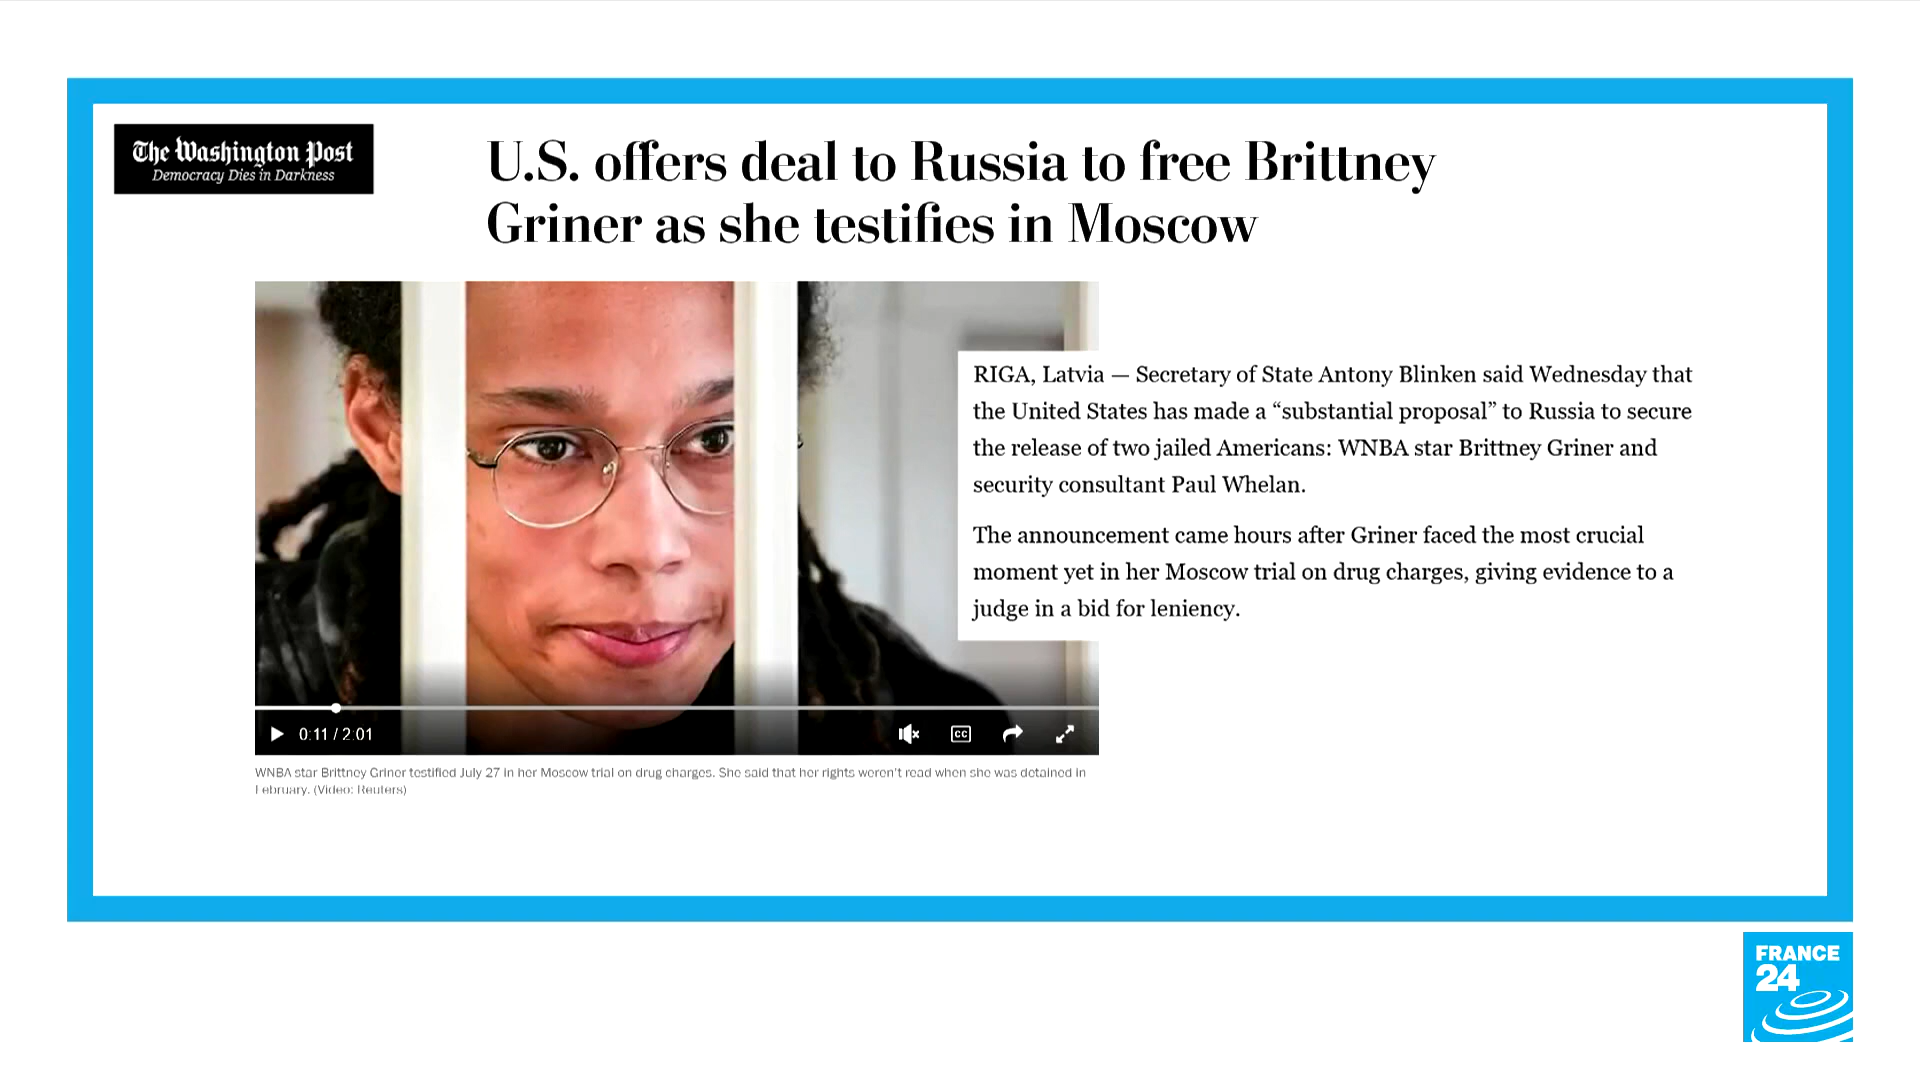 The Washington Post
Democracy Dies in Darkness
U.S. offers deal to Russia to free Brittney
Griner as she testifies in Moscow
RIGA, Latvia — Secretary of State Antony Blinken said Wednesday that
the United States has made a “substantial proposal” to Russia to secure
the release of two jailed Americans: WNBA star Brittney Griner and
security consultant Paul Whelan.
The announcement came hours after Griner faced the most crucial
moment yet in her Moscow trial on drug charges, giving evidence to a
judge in a bid for leniency.
0:11 / 2:01
CC
WNBA star Brittney Griner testified July 27 in her Moscow trial on drug charges. She said that her rights weren't read when she was detained in
February. (Video: Reuters)
FRANCE
24